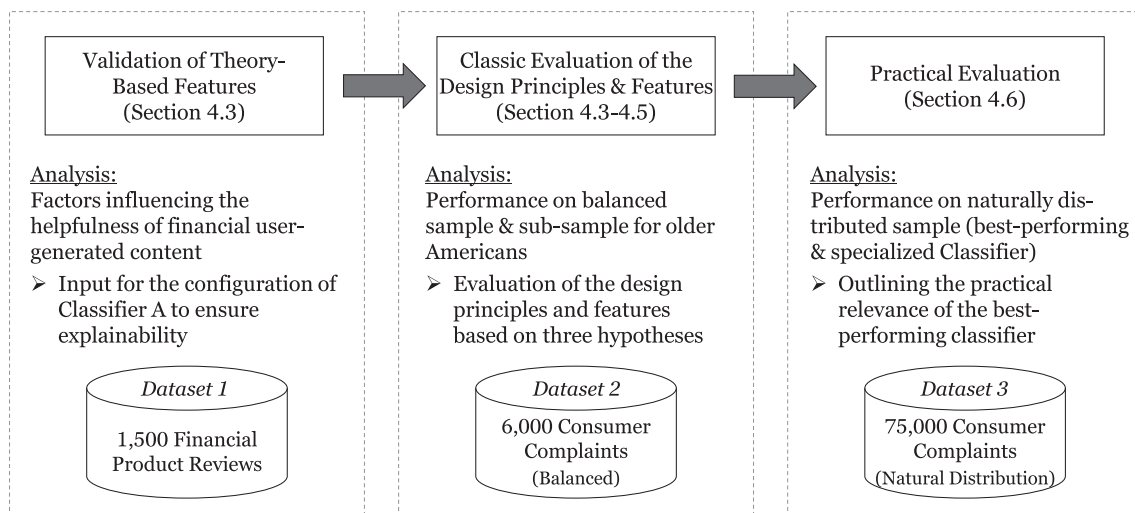 Validation of Theory-
Based Features
(Section 4.3)
Analysis:
Factors influencing the
helpfulness of financial user-
generated content
➢ Input for the configuration of
Classifier A to ensure
explainability
Dataset 1
1,500 Financial
Product Reviews
Classic Evaluation of the
Design Principles & Features
(Section 4.3-4.5)
Analysis:
Performance on balanced
sample & sub-sample for older
Americans
➢ Evaluation of the design
principles and features
based on three hypotheses
Dataset 2
6,000 Consumer
Complaints
(Balanced)
Practical Evaluation
(Section 4.6)
Analysis:
Performance on naturally dis-
tributed sample (best-performing
& specialized Classifier)
➢ Outlining the practical
relevance of the best-
performing classifier
Dataset 3
75,000 Consumer
Complaints
(Natural Distribution)